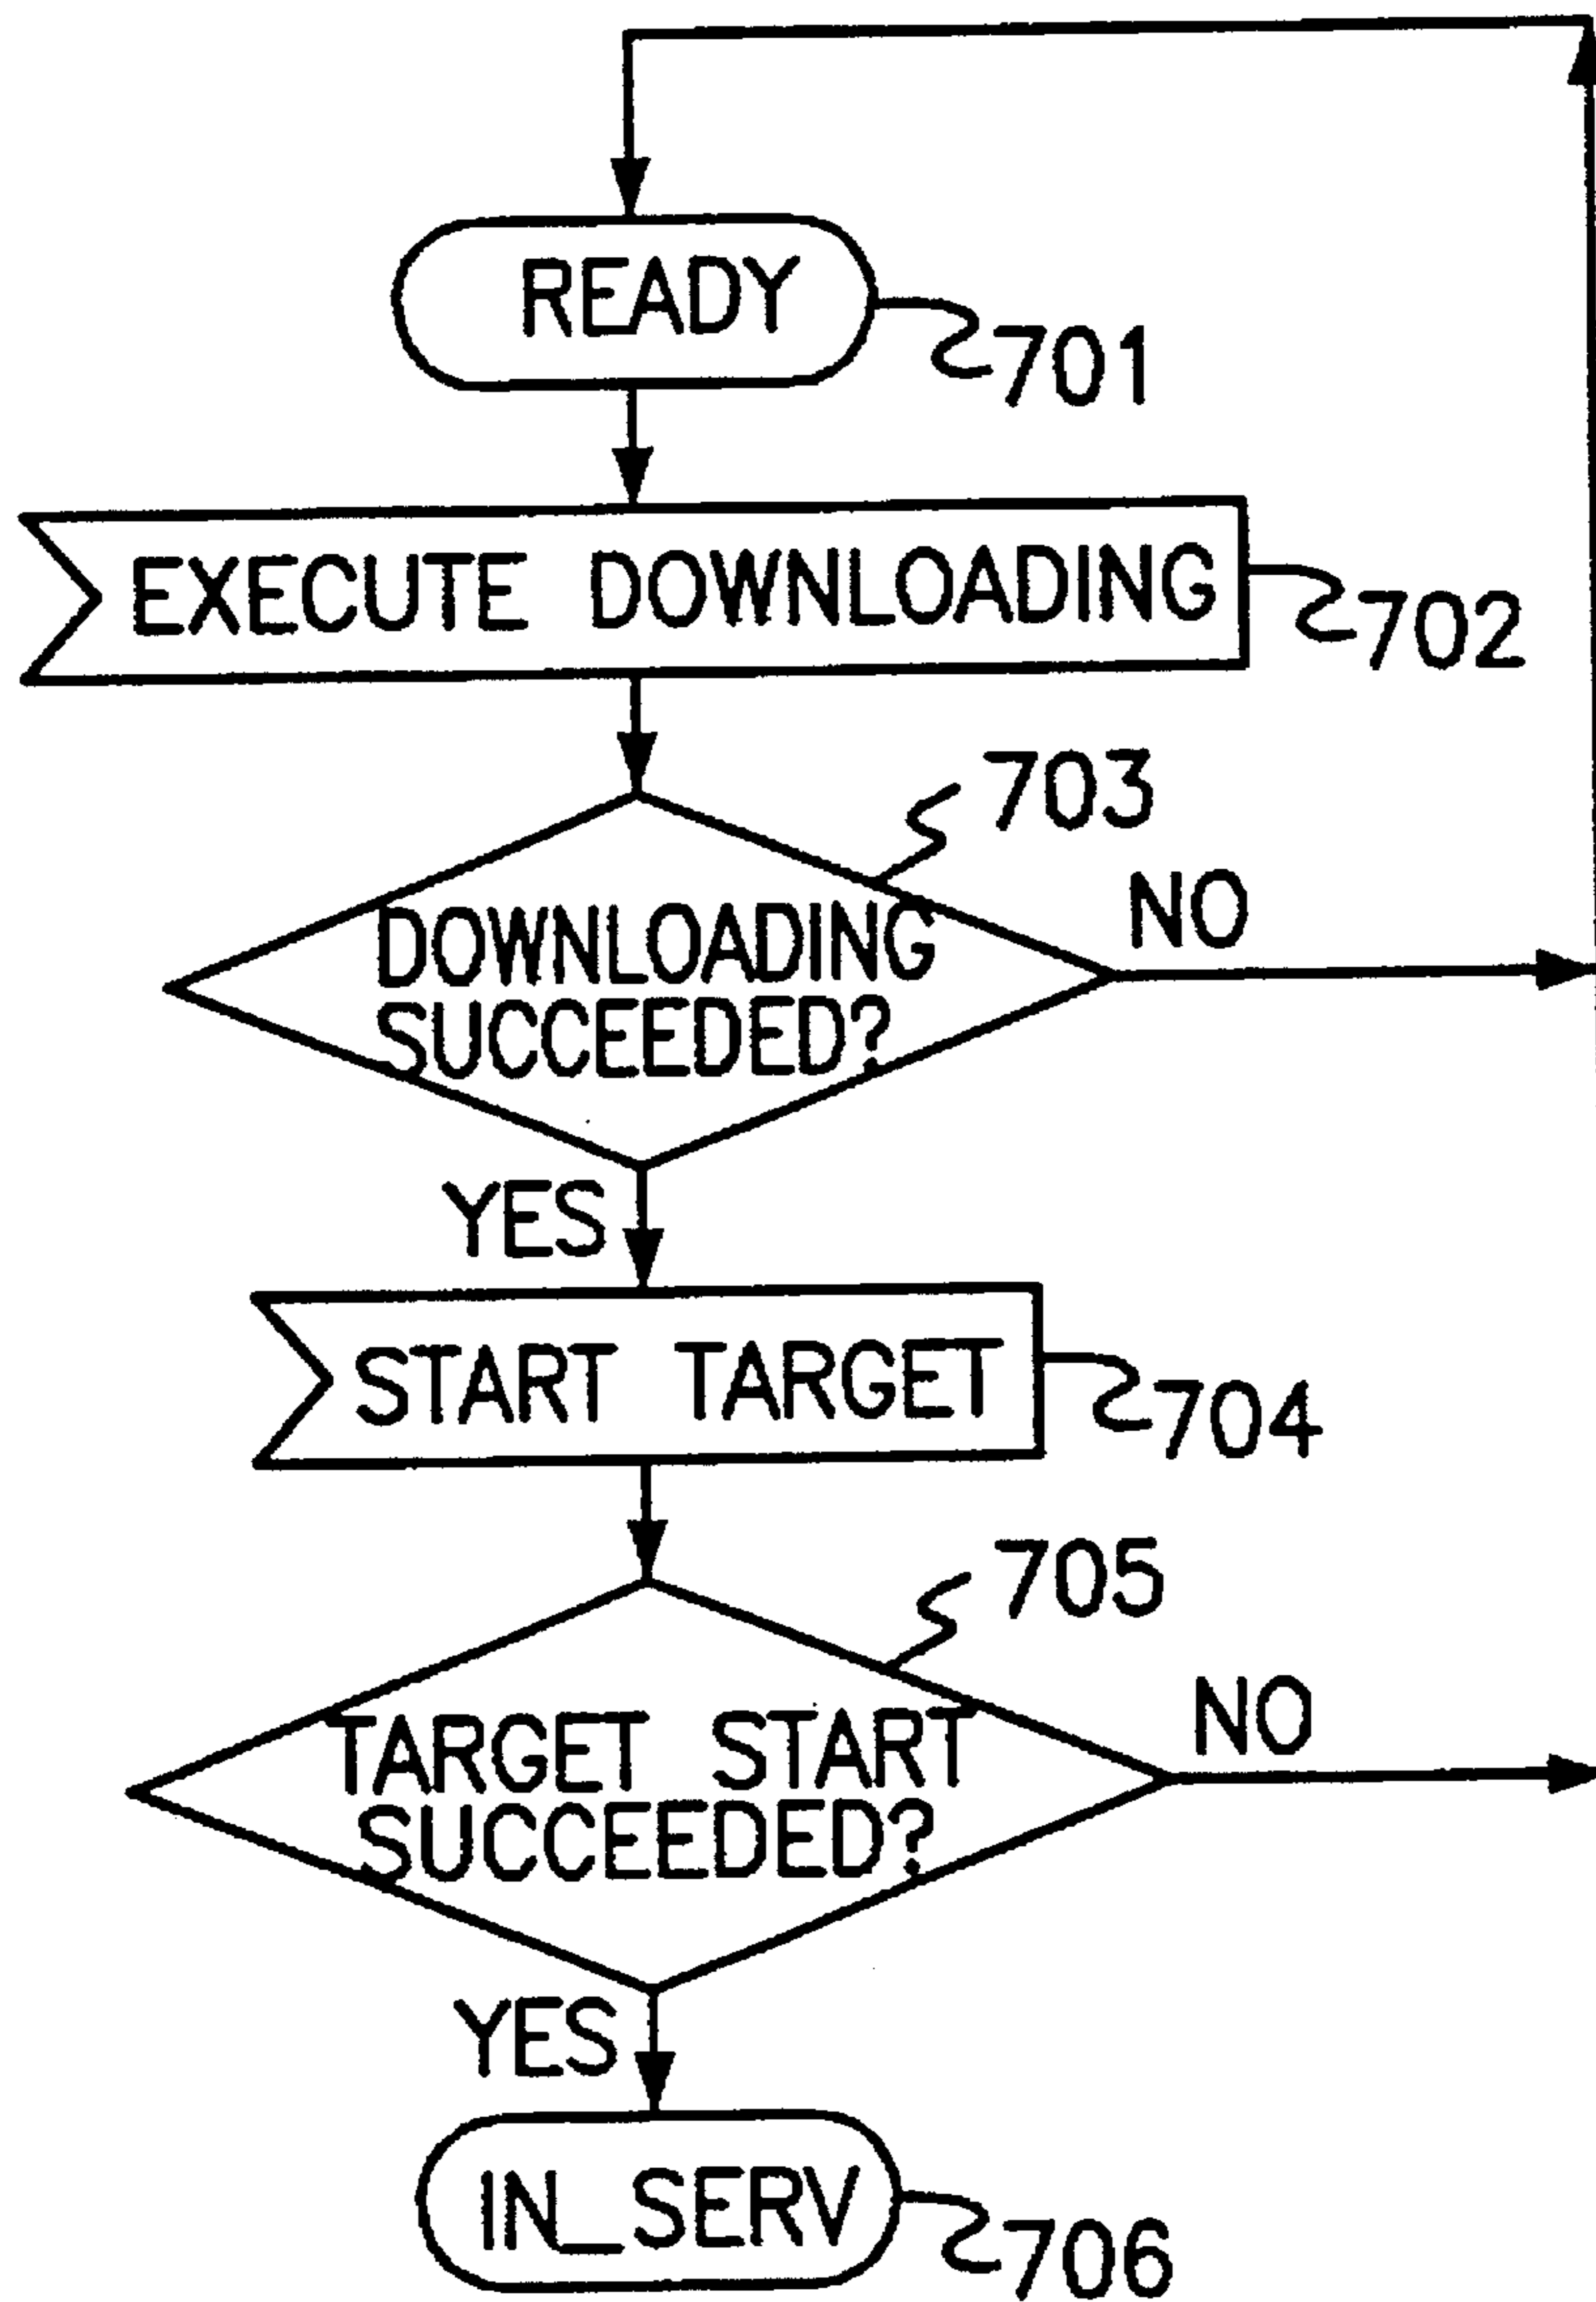 READY
701
EXECUTE DOWNLOADING
702
703
DOWNLOADING
SUCCEEDED?
NO
YES
START TARGET
704
705
TARGET START
SUCCEEDED?
NO
YES
IN_SERV
706